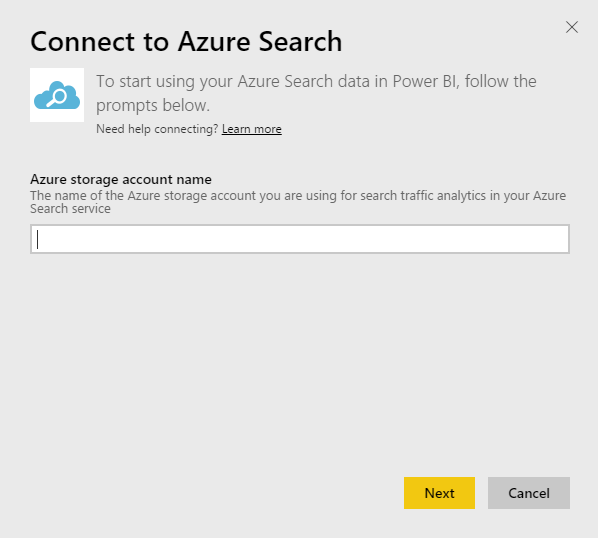 Connect to Azure Search
To start using your Azure Search data in Power BI, follow the
prompts below.
Need help connecting? Learn more
Azure storage account name
The name of the Azure storage account you are using for search traffic analytics in your Azure
Search service
Next
Cancel